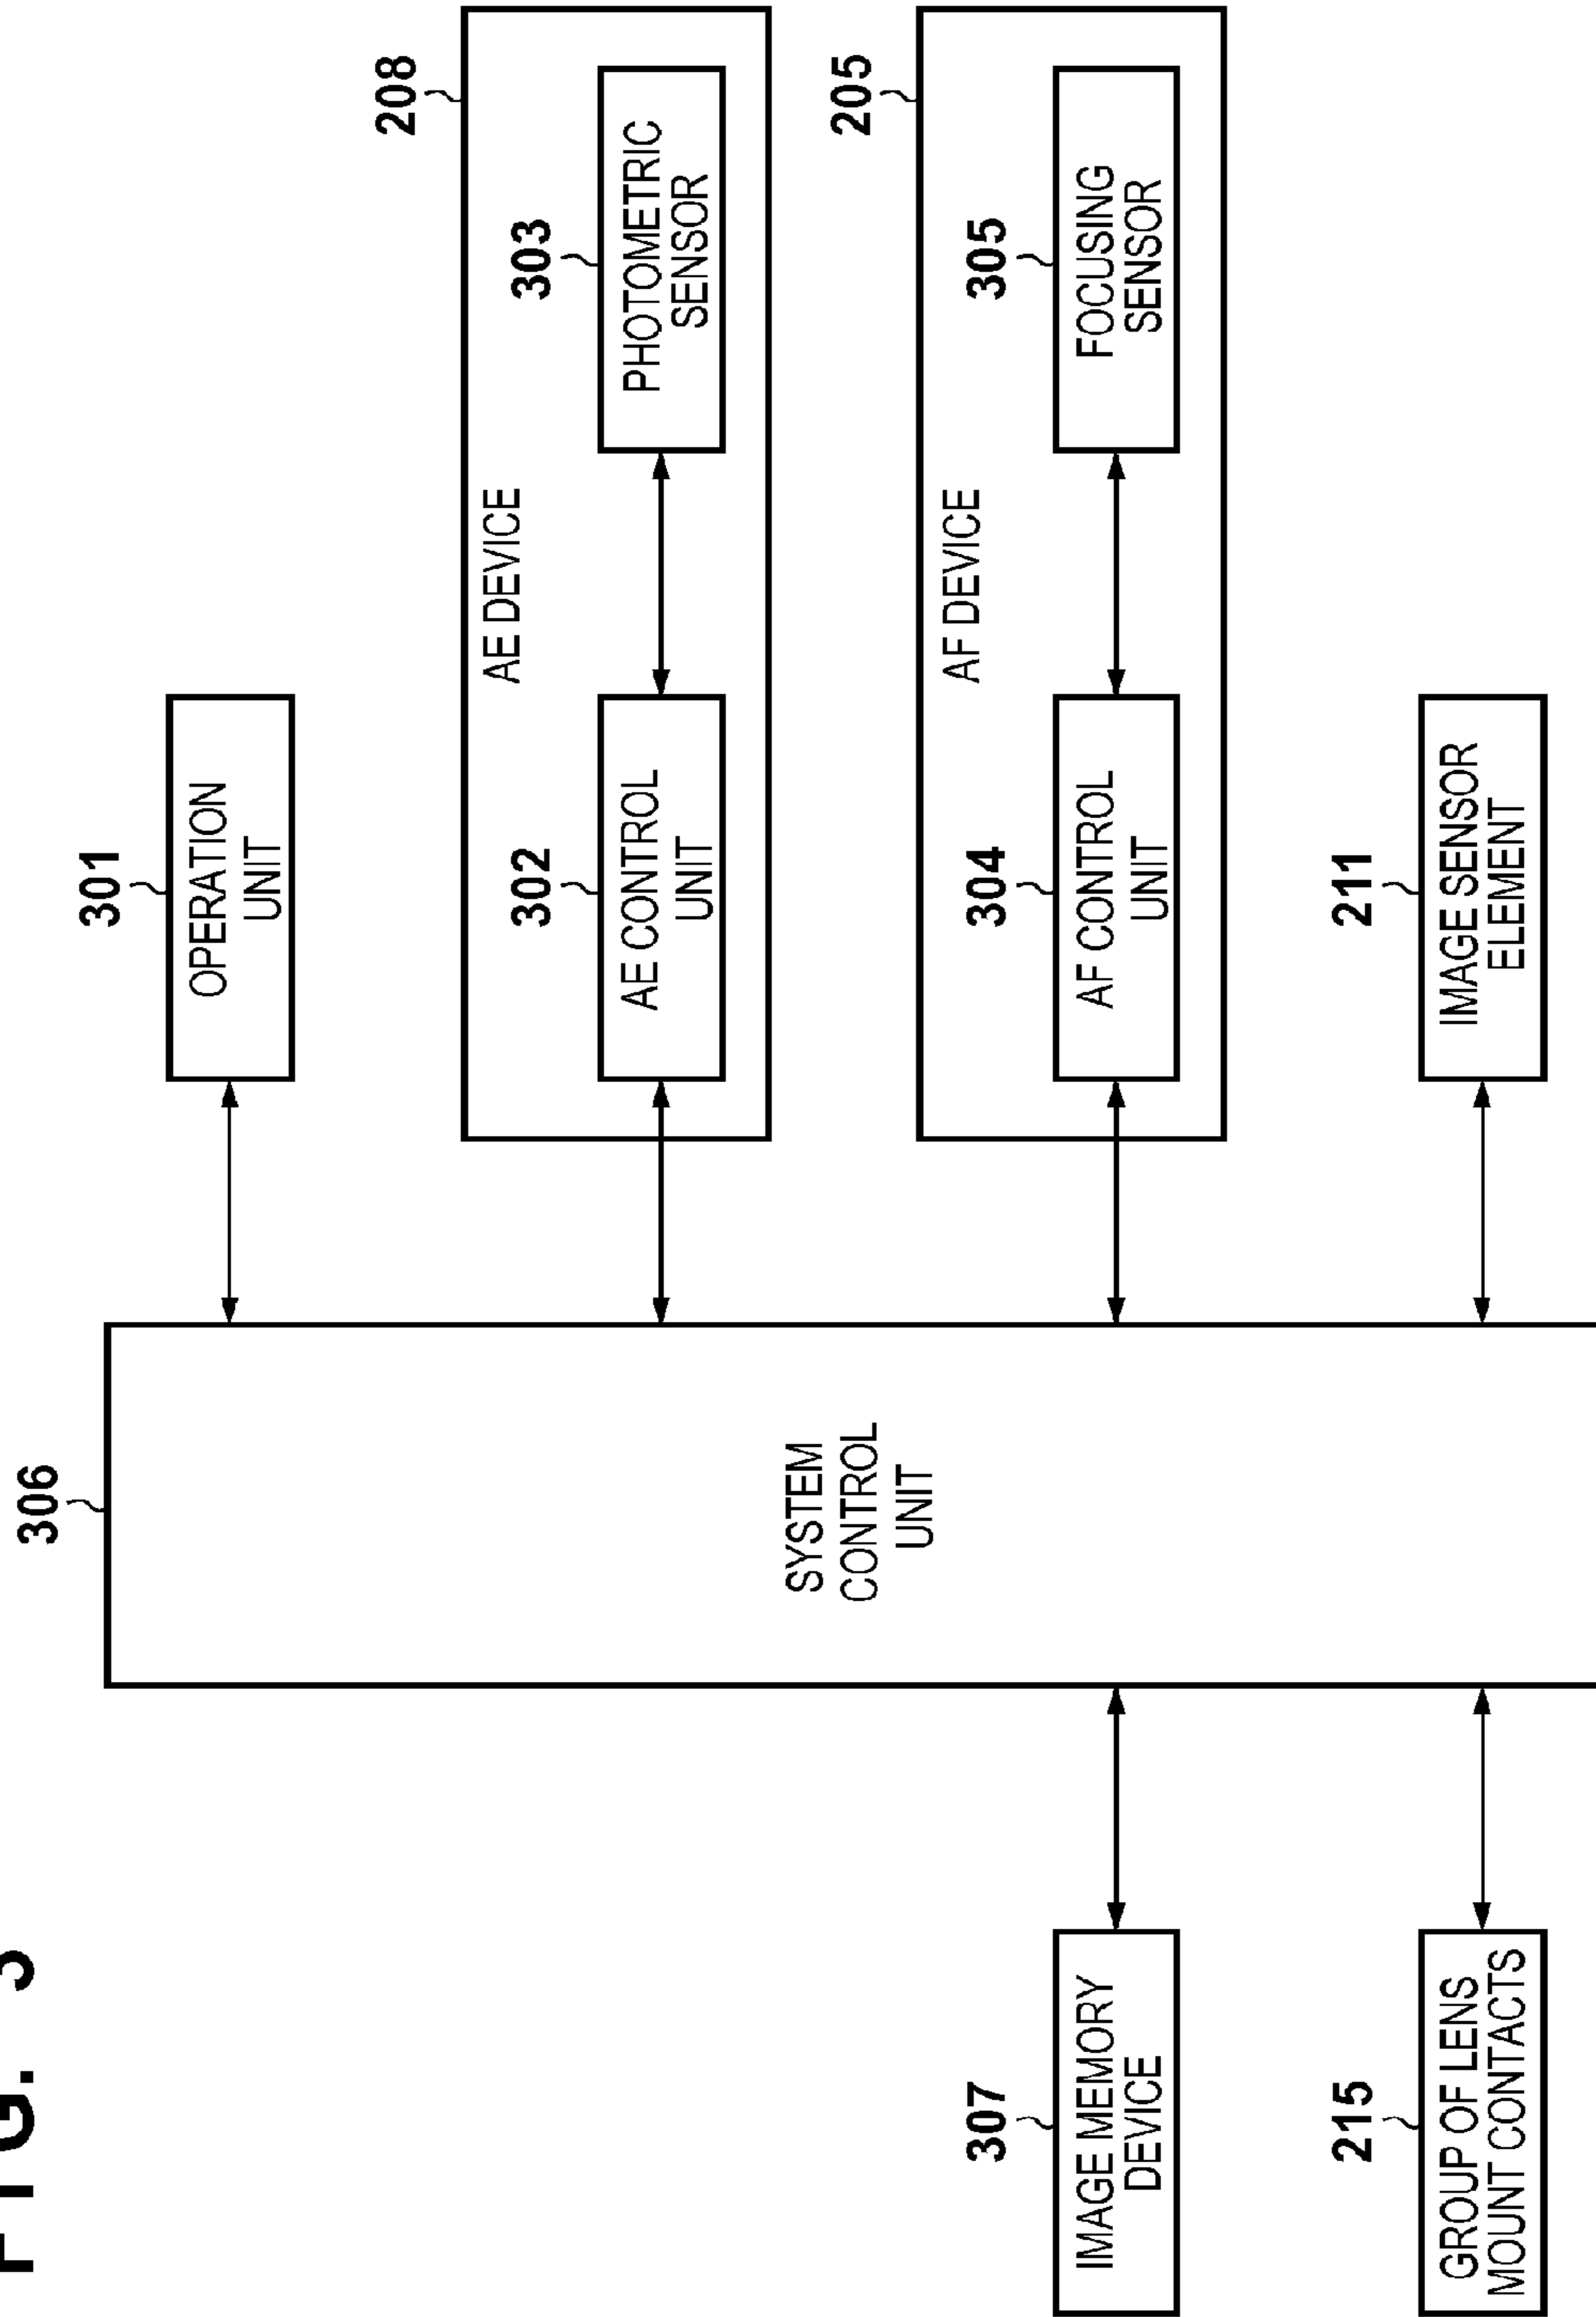 FIG. 3
306
SYSTEM
CONTROL
UNIT
301
OPERATION
UNIT
208
AE DEVICE
302
AE CONTROL
UNIT
303
PHOTOMETRIC
SENSOR
205
AF DEVICE
304
AF CONTROL
UNIT
305
FOCUSING
SENSOR
307
IMAGE MEMORY
DEVICE
211
IMAGE SENSOR
ELEMENT
215
GROUP OF LENS
MOUNT CONTACTS